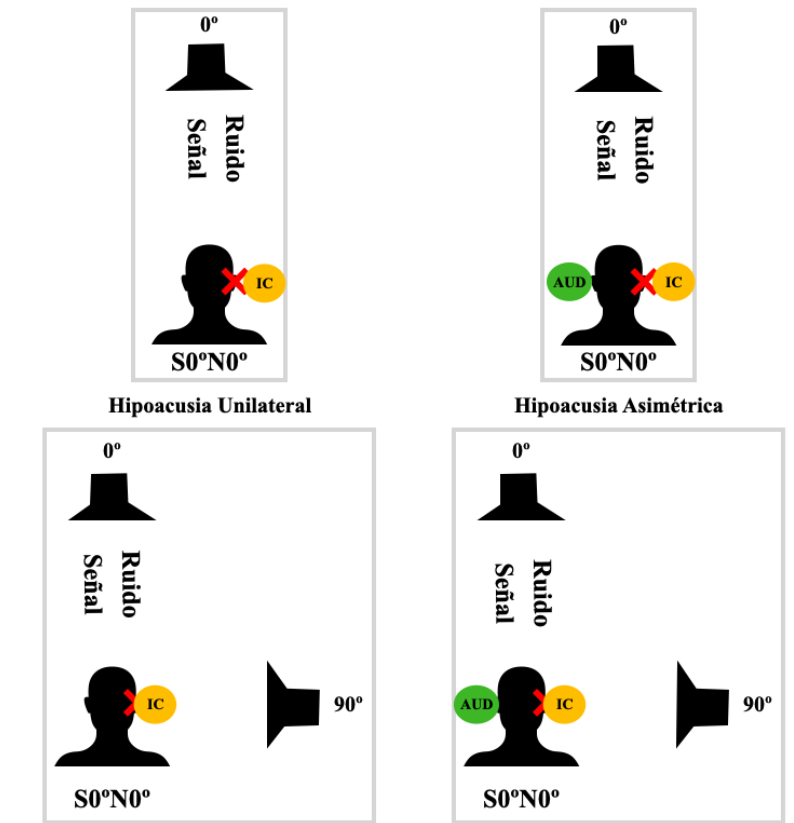 0º
Señal
Ruido
IC
S0ºN0º
0º
Señal
Ruido
AUD
IC
S0ºN0º
Hipoacusia Unilateral
Hipoacusia Asimétrica
0º
Señal
Ruido
IC
90º
S0ºN0º
0º
Señal
Ruido
AUD
IC
90º
S0ºN0º